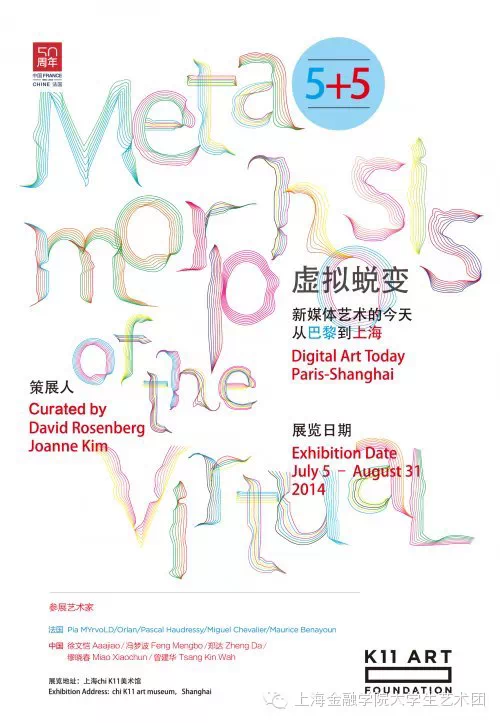 50
周年
中国FRANCE
CHINE 法国
5+5
Meta
morphosis
of the
Virtual
虚拟蜕变
新媒体艺术的今天
从巴黎到上海
Digital Art Today
Paris-Shanghai
策展人
Curated by
David Rosenberg
Joanne Kim
展览日期
Exhibition Date
July 5 – August 31
2014
参展艺术家
法国 Pia MYrvoLD/Orlan/Pascal Haudressy/Miguel Chevalier/Maurice Benayoun
中国 徐文恺 Aaajiao / 冯梦波 Feng Mengbo /郑达 Zheng Da /
缪晓春 Miao Xiaochun / 曾建华 Tsang Kin Wah
展览地址：上海chi K11美术馆
Exhibition Address: chi K11 art museum，Shanghai
K11 ART
FOUNDATION
上海金融学院大学生艺术团